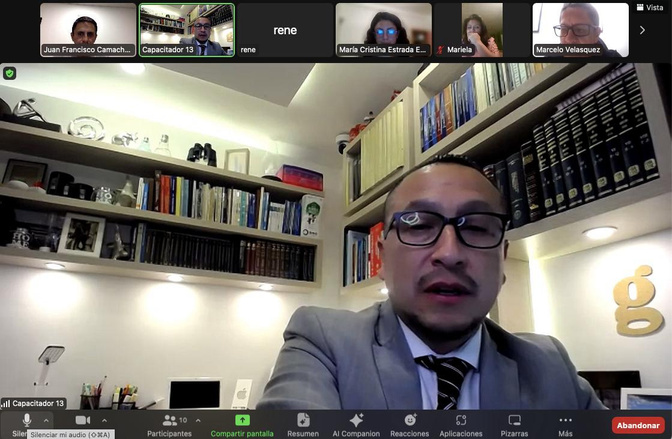 Vista
rene
Juan Francisco Camach...
Capacitador 13
rene
María Cristina Estrada E...
Mariela
Marcelo Velasquez
g
Capacitador 13
10
Silenciar mi audio (⇧⌘A)
Participantes
Compartir pantalla
Resumen
AI Companion
Reacciones
Aplicaciones
Pizarras
Más
Abandonar